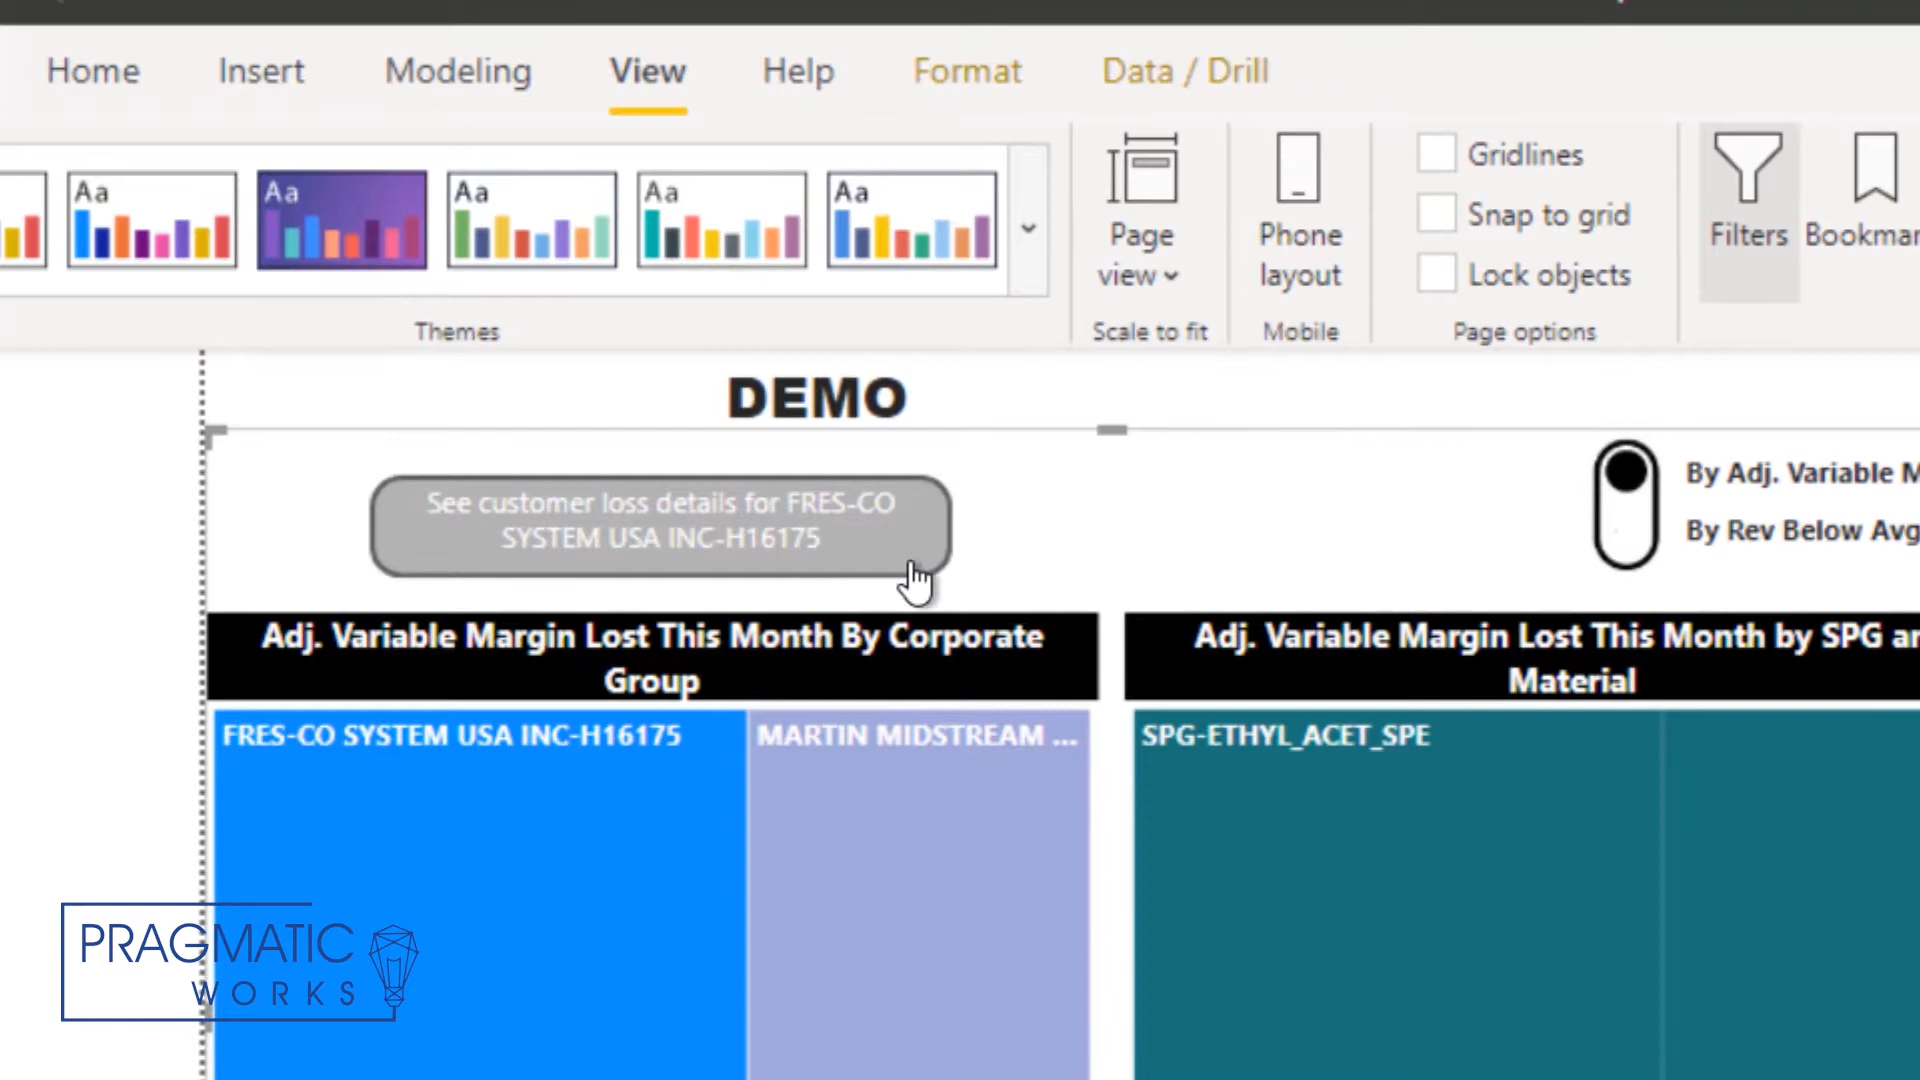 Home Insert Modeling View Help Format Data / Drill
Aa Aa Aa Aa Aa
Page view
Phone layout
Gridlines
Snap to grid
Lock objects
Filters
Themes
Scale to fit
Mobile
Page options
DEMO
See customer loss details for FRES-CO
SYSTEM USA INC-H16175
By Adj. Variable
By Rev Below
Adj. Variable Margin Lost This Month By Corporate
Group
Adj. Variable Margin Lost This Month by SPG
Material
FRES-CO SYSTEM USA INC-H16175
MARTIN MIDSTREAM ...
SPG-ETHYL_ACET_SPE
PRAGMATIC
WORKS